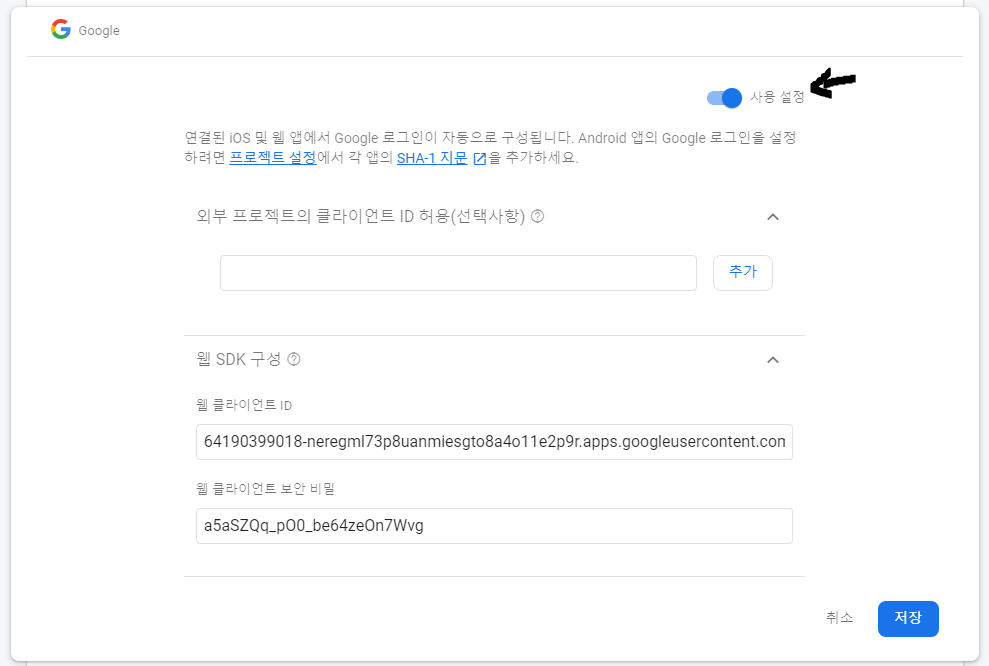 Google
사용 설정
연결된 iOS 및 웹 앱에서 Google 로그인이 자동으로 구성됩니다. Android 앱의 Google 로그인을 설정
하려면 프로젝트 설정에서 각 앱의 SHA-1 지문을 추가하세요.
외부 프로젝트의 클라이언트 ID 허용(선택사항)
추가
웹 SDK 구성
웹 클라이언트 ID
64190399018-neregml73p8uanmiesgto8a4o11e2p9r.apps.googleusercontent.com
웹 클라이언트 보안 비밀
a5aSZQq_pO0_be64zeOn7Wvg
취소
저장